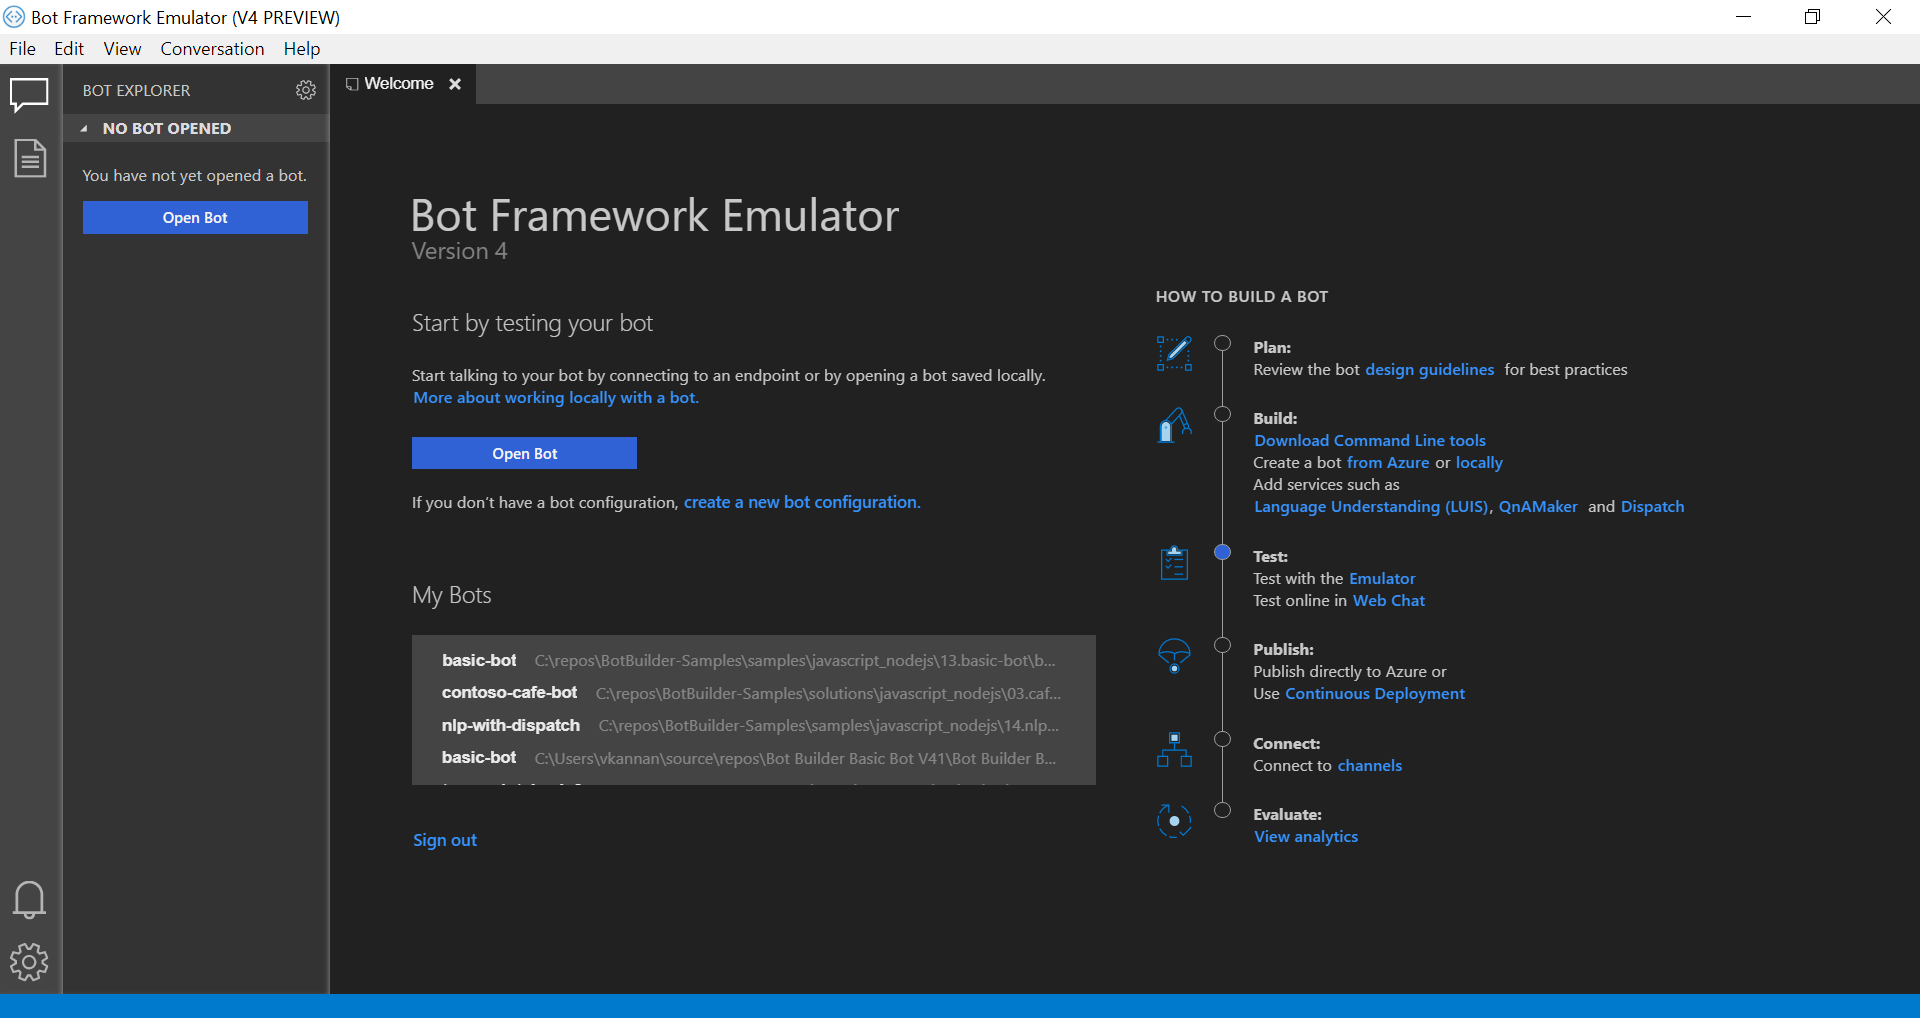 Bot Framework Emulator (V4 PREVIEW)
File Edit View Conversation Help
BOT EXPLORER
NO BOT OPENED
You have not yet opened a bot.
Open Bot
Welcome
Bot Framework Emulator
Version 4
Start by testing your bot
Start talking to your bot by connecting to an endpoint or by opening a bot saved locally.
More about working locally with a bot.
Open Bot
If you don't have a bot configuration, create a new bot configuration.
My Bots
basic-bot C:\repos\BotBuilder-Samples\samples\javascript_nodejs\13.basic-bot\b...
contoso-cafe-bot C:\repos\BotBuilder-Samples\solutions\javascript_nodejs\03.caf...
nlp-with-dispatch C:\repos\BotBuilder-Samples\samples\javascript_nodejs\14.nlp...
basic-bot C:\Users\vkannan\source\repos\Bot Builder Basic Bot V41\Bot Builder B...
Sign out
HOW TO BUILD A BOT
Plan:
Review the bot design guidelines for best practices
Build:
Download Command Line tools
Create a bot from Azure or locally
Add services such as
Language Understanding (LUIS), QnAMaker and Dispatch
Test:
Test with the Emulator
Test online in Web Chat
Publish:
Publish directly to Azure or
Use Continuous Deployment
Connect:
Connect to channels
Evaluate:
View analytics